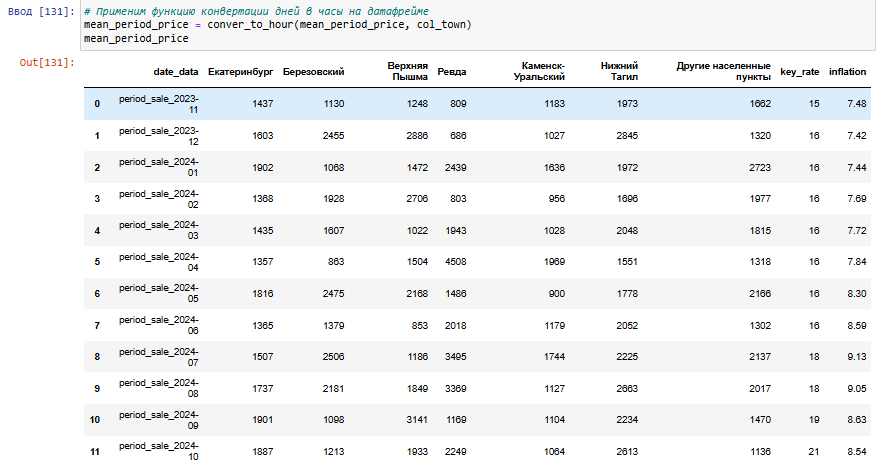 Ввод [131]: # Применим функцию конвертации дней в часы на датафрейме
mean_period_price = conver_to_hour(mean_period_price, col_town)
mean_period_price
Out[131]:
date_data Екатеринбург Березовский Верхняя Пышма Ревда Каменск-Уральский Нижний Тагил Другие населенные пункты key_rate inflation
0 period_sale_2023-11 1437 1130 1248 809 1183 1973 1662 15 7.48
1 period_sale_2023-12 1603 2455 2886 686 1027 2845 1320 16 7.42
2 period_sale_2024-01 1902 1068 1472 2439 1636 1972 2723 16 7.44
3 period_sale_2024-02 1368 1928 2706 803 956 1696 1977 16 7.69
4 period_sale_2024-03 1435 1607 1022 1943 1028 2048 1815 16 7.72
5 period_sale_2024-04 1357 863 1504 4508 1969 1551 1318 16 7.84
6 period_sale_2024-05 1816 2475 2168 1486 900 1778 2166 16 8.30
7 period_sale_2024-06 1365 1379 853 2018 1179 2052 1302 16 8.59
8 period_sale_2024-07 1507 2506 1186 3495 1744 2225 2137 18 9.13
9 period_sale_2024-08 1737 2181 1849 3369 1127 2663 2017 18 9.05
10 period_sale_2024-09 1901 1098 3141 1169 1104 2234 1470 19 8.63
11 period_sale_2024-10 1887 1213 1933 2249 1064 2613 1136 21 8.54